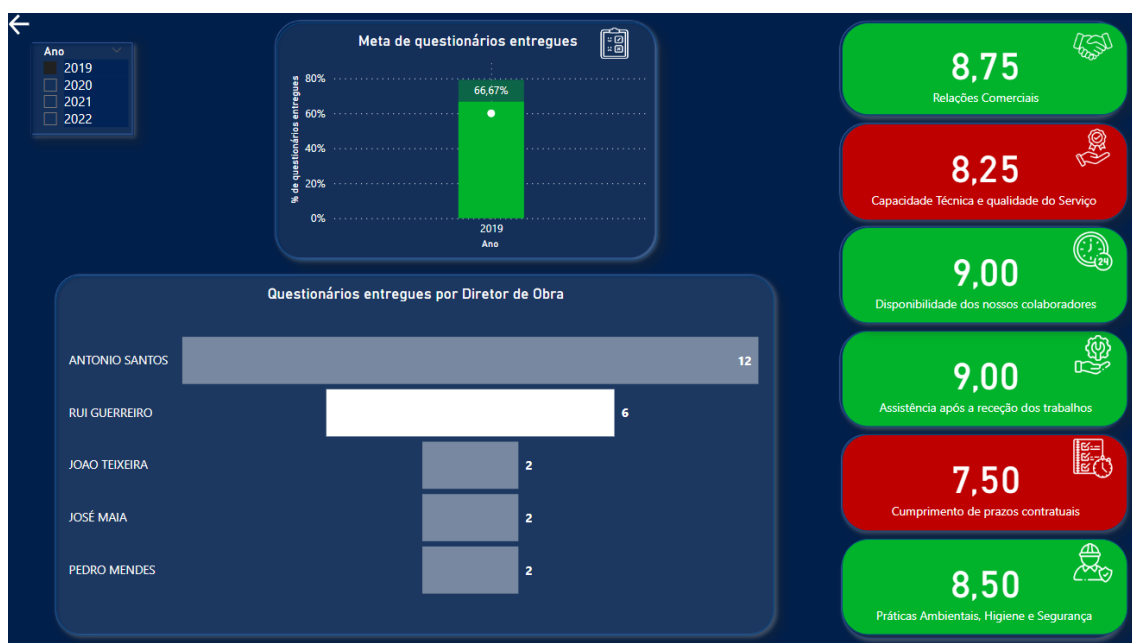 Ano
2019
2020
2021
2022
Meta de questionários entregues
% de questionários entregues
80%
60%
40%
20%
0%
66,67%
2019
Ano
Questionários entregues por Diretor de Obra
ANTONIO SANTOS
12
RUI GUERREIRO
6
JOAO TEIXEIRA
2
JOSÉ MAIA
2
PEDRO MENDES
2
8,75
Relações Comerciais
8,25
Capacidade Técnica e qualidade do Serviço
9,00
Disponibilidade dos nossos colaboradores
24
9,00
Assistência após a receção dos trabalhos
7,50
Cumprimento de prazos contratuais
8,50
Práticas Ambientais, Higiene e Segurança